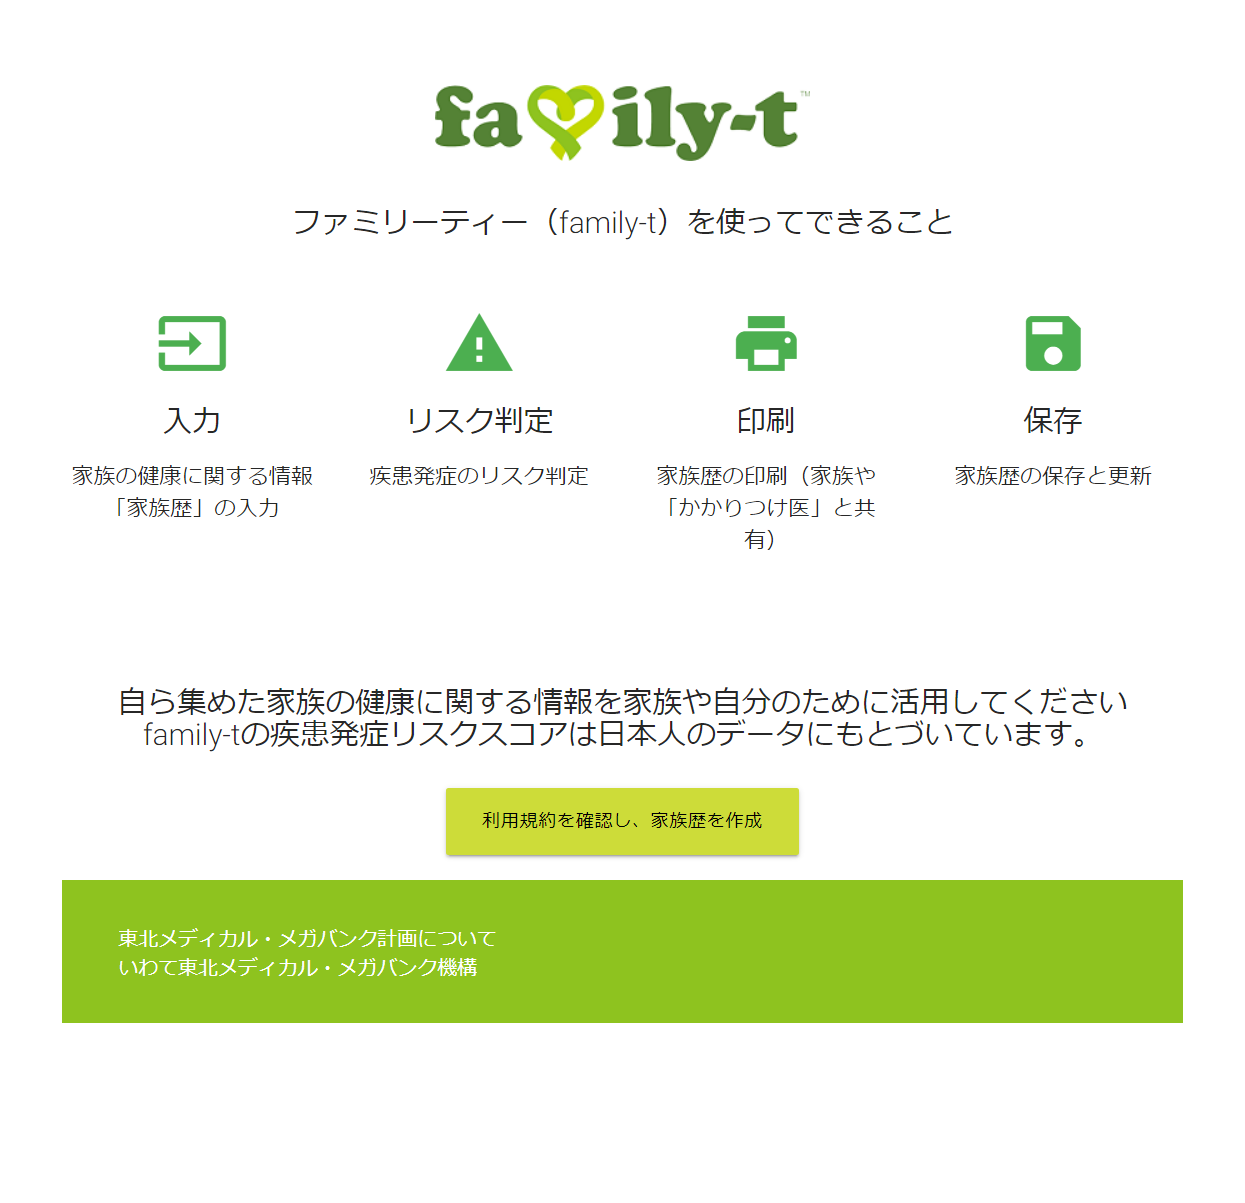 family-t™
ファミリーティー（family-t）を使ってできること
入力
家族の健康に関する情報
「家族歴」の入力
リスク判定
疾患発症のリスク判定
印刷
家族歴の印刷（家族や
「かかりつけ医」と共
有）
保存
家族歴の保存と更新
自ら集めた家族の健康に関する情報を家族や自分のために活用してください
family-tの疾患発症リスクスコアは日本人のデータにもとづいています。
利用規約を確認し、家族歴を作成
東北メディカル・メガバンク計画について
いわて東北メディカル・メガバンク機構